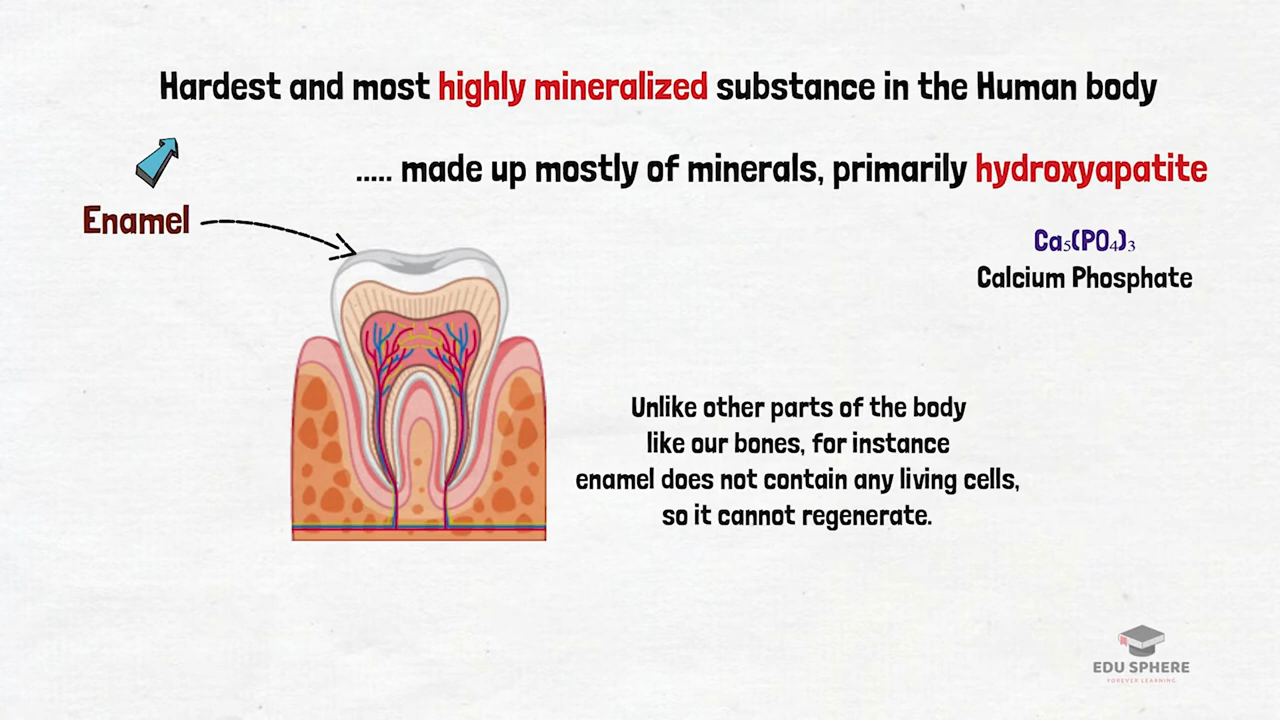 Hardest and most highly mineralized substance in the Human body
..... made up mostly of minerals, primarily hydroxyapatite
Enamel
Ca₅(PO₄)₃
Calcium Phosphate
Unlike other parts of the body
like our bones, for instance
enamel does not contain any living cells,
so it cannot regenerate.
EDU SPHERE
FOREVER LEARNING